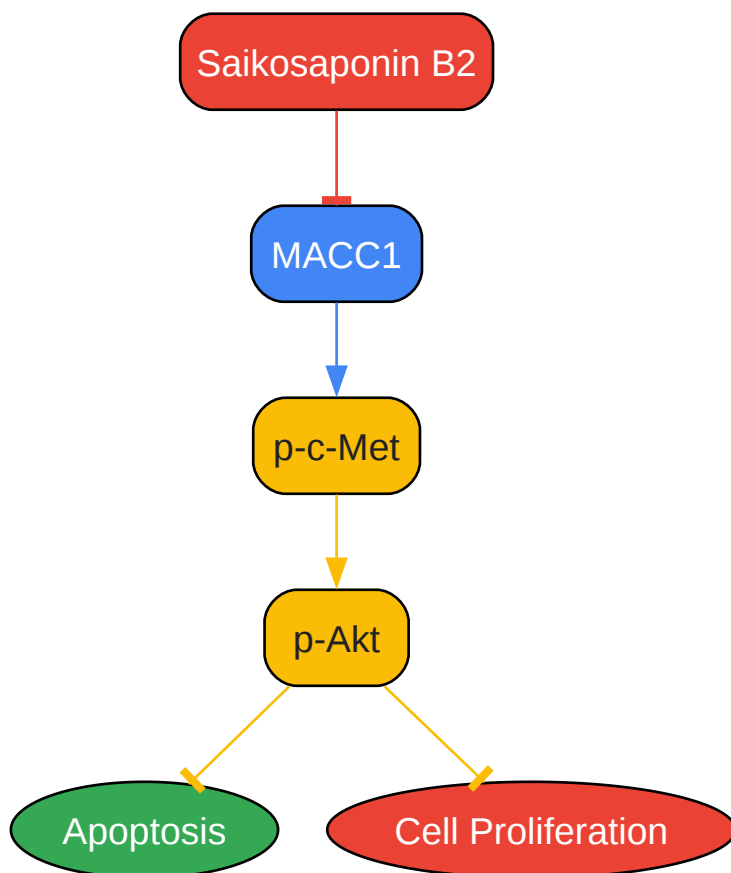 Saikosaponin B2
MACC1
p-c-Met
p-Akt
Apoptosis
Cell Proliferation